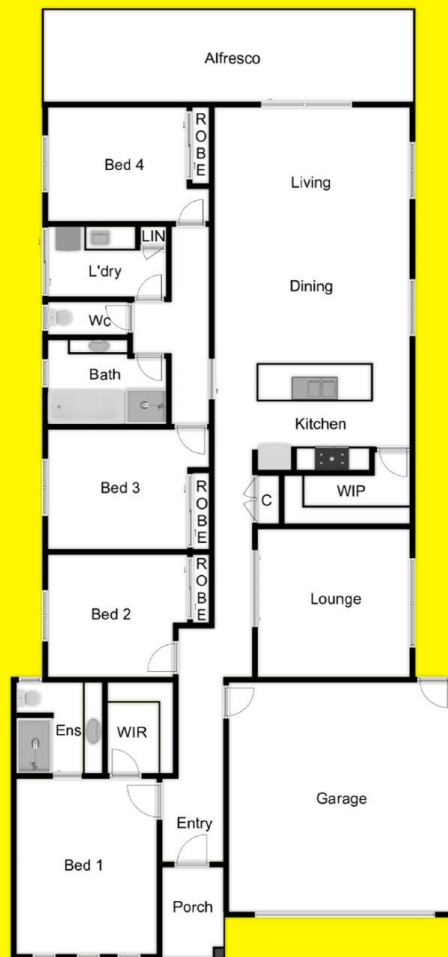 Alfresco
ROBE
Bed 4
Living
LIN
L'dry
Dining
Wc
Bath
Kitchen
Bed 3
ROBE
C
WIP
ROBE
Bed 2
Lounge
Ens
WIR
Garage
Entry
Bed 1
Porch